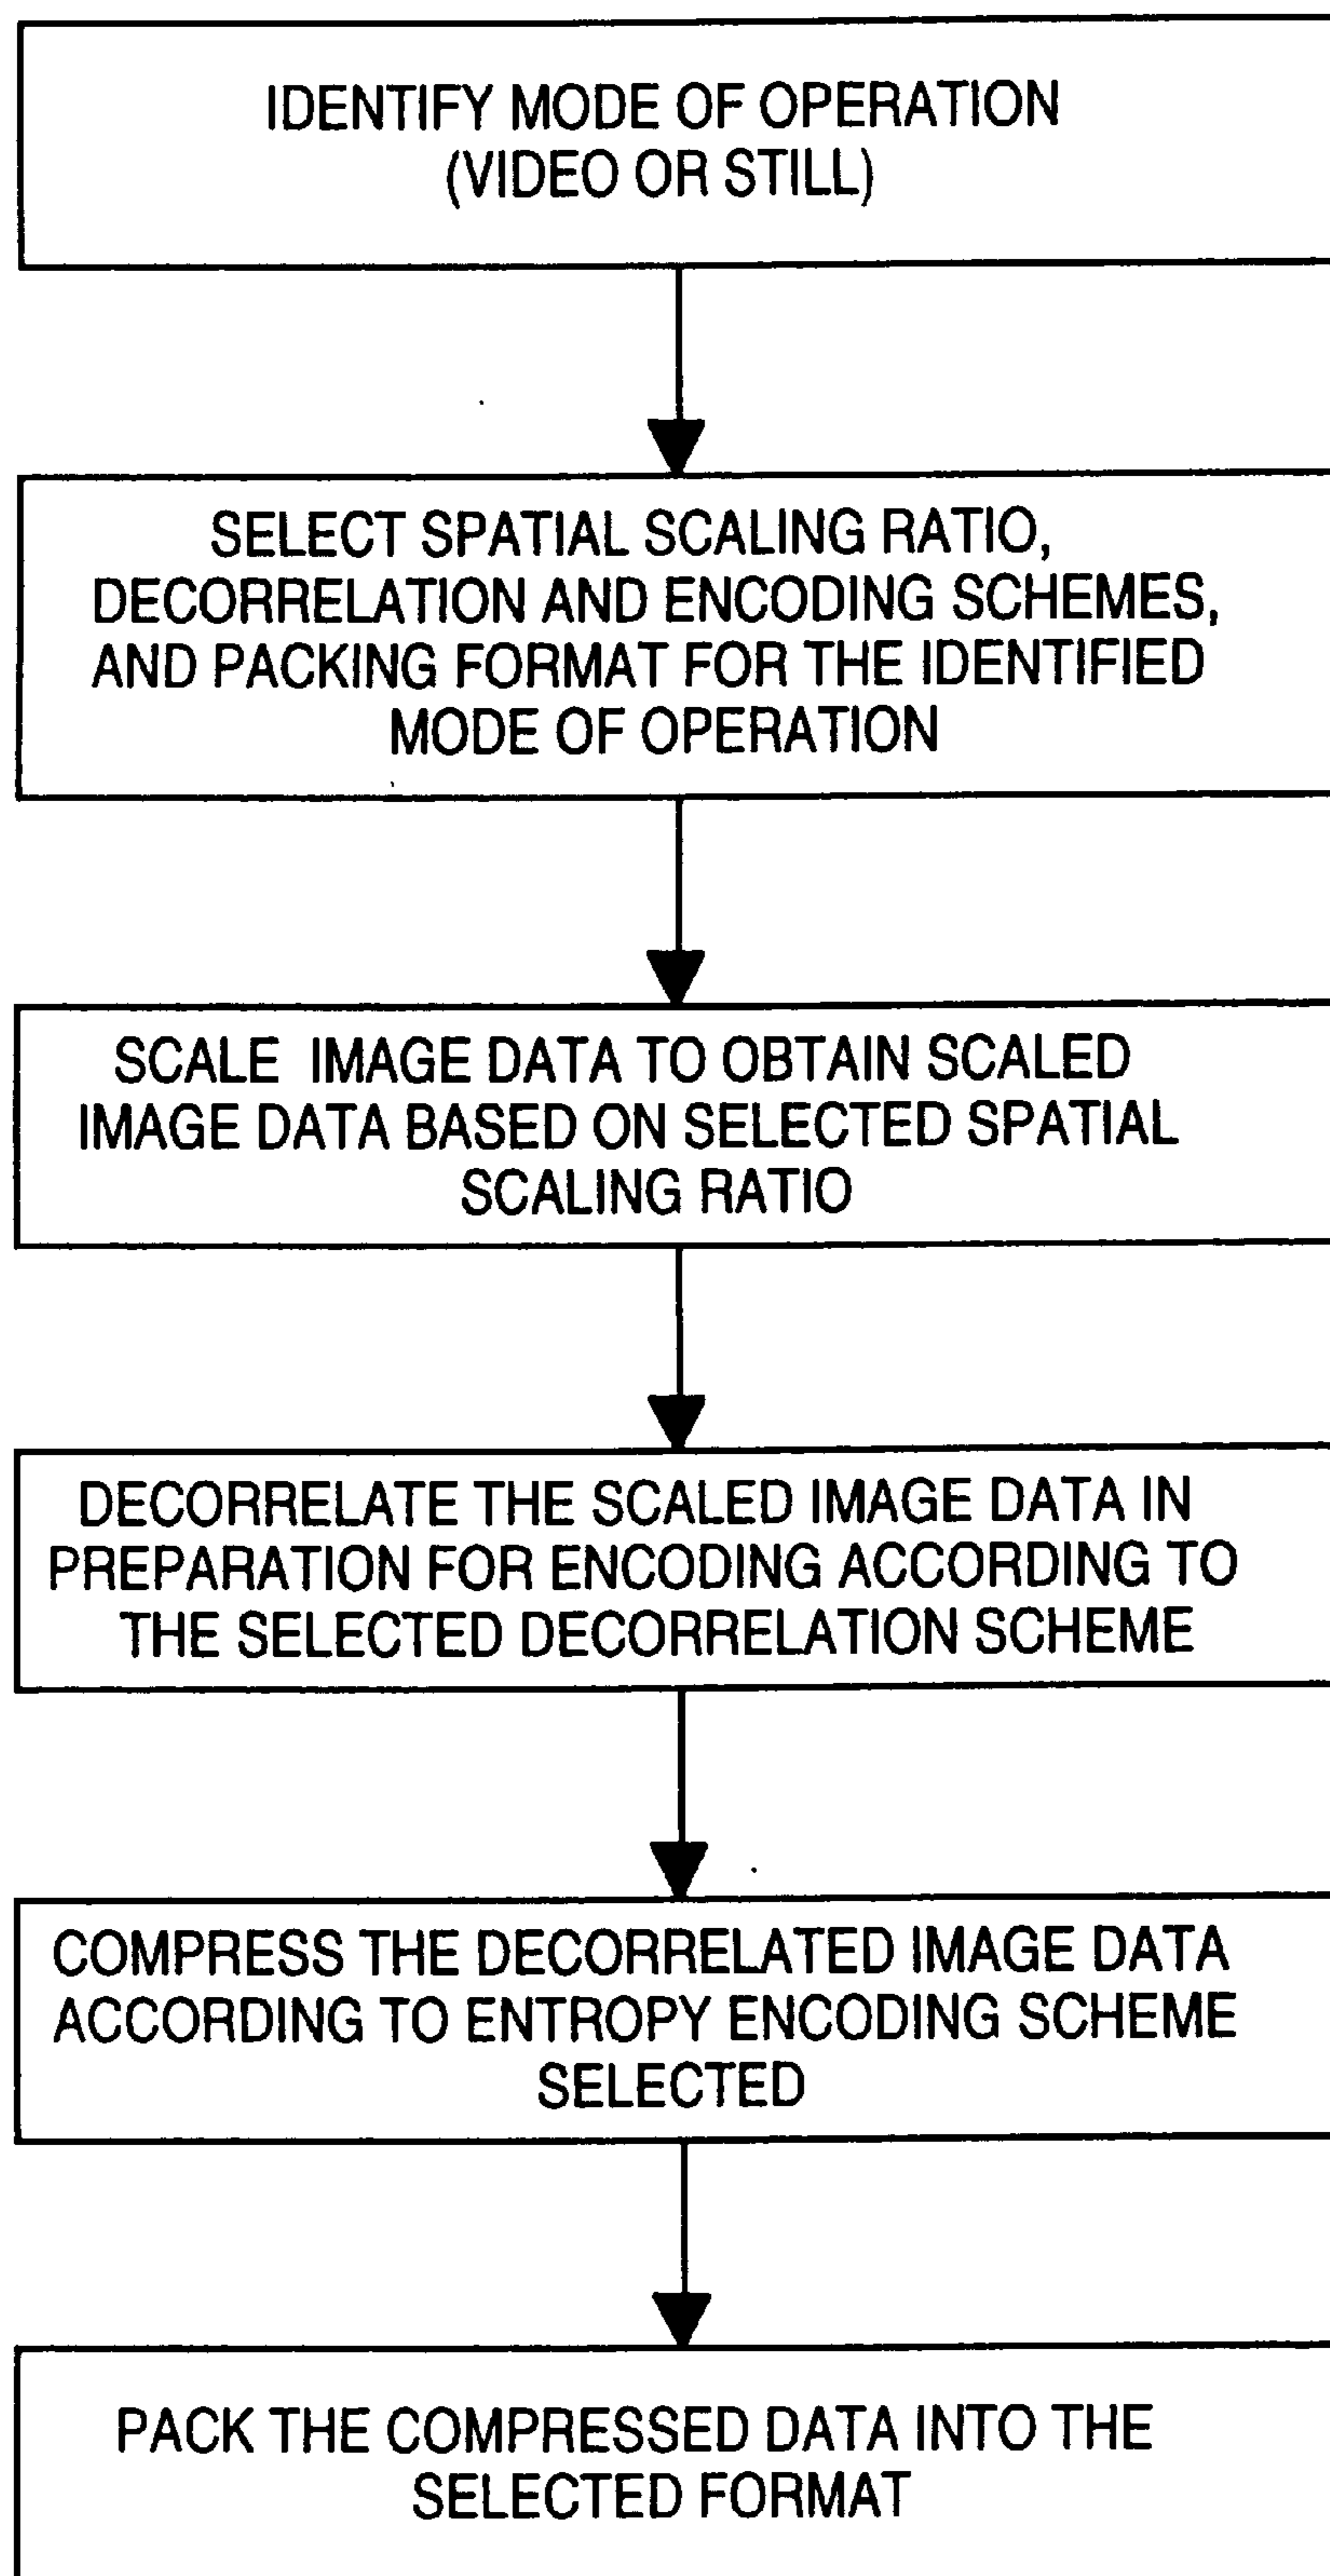 IDENTIFY MODE OF OPERATION
(VIDEO OR STILL)
SELECT SPATIAL SCALING RATIO,
DECORRELATION AND ENCODING SCHEMES,
AND PACKING FORMAT FOR THE IDENTIFIED
MODE OF OPERATION
SCALE IMAGE DATA TO OBTAIN SCALED
IMAGE DATA BASED ON SELECTED SPATIAL
SCALING RATIO
DECORRELATE THE SCALED IMAGE DATA IN
PREPARATION FOR ENCODING ACCORDING TO
THE SELECTED DECORRELATION SCHEME
COMPRESS THE DECORRELATED IMAGE DATA
ACCORDING TO ENTROPY ENCODING SCHEME
SELECTED
PACK THE COMPRESSED DATA INTO THE
SELECTED FORMAT